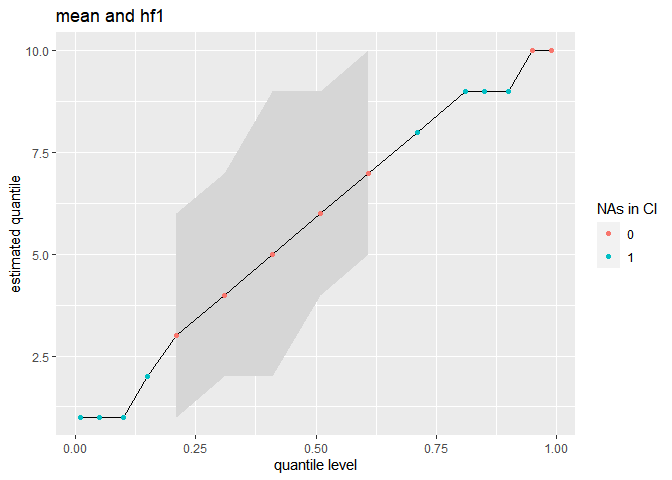 mean and hf1
10.0
7.5
5.0
2.5
estimated quantile
0.00 0.25 0.50 0.75 1.00
quantile level
NAs in CI
0
1